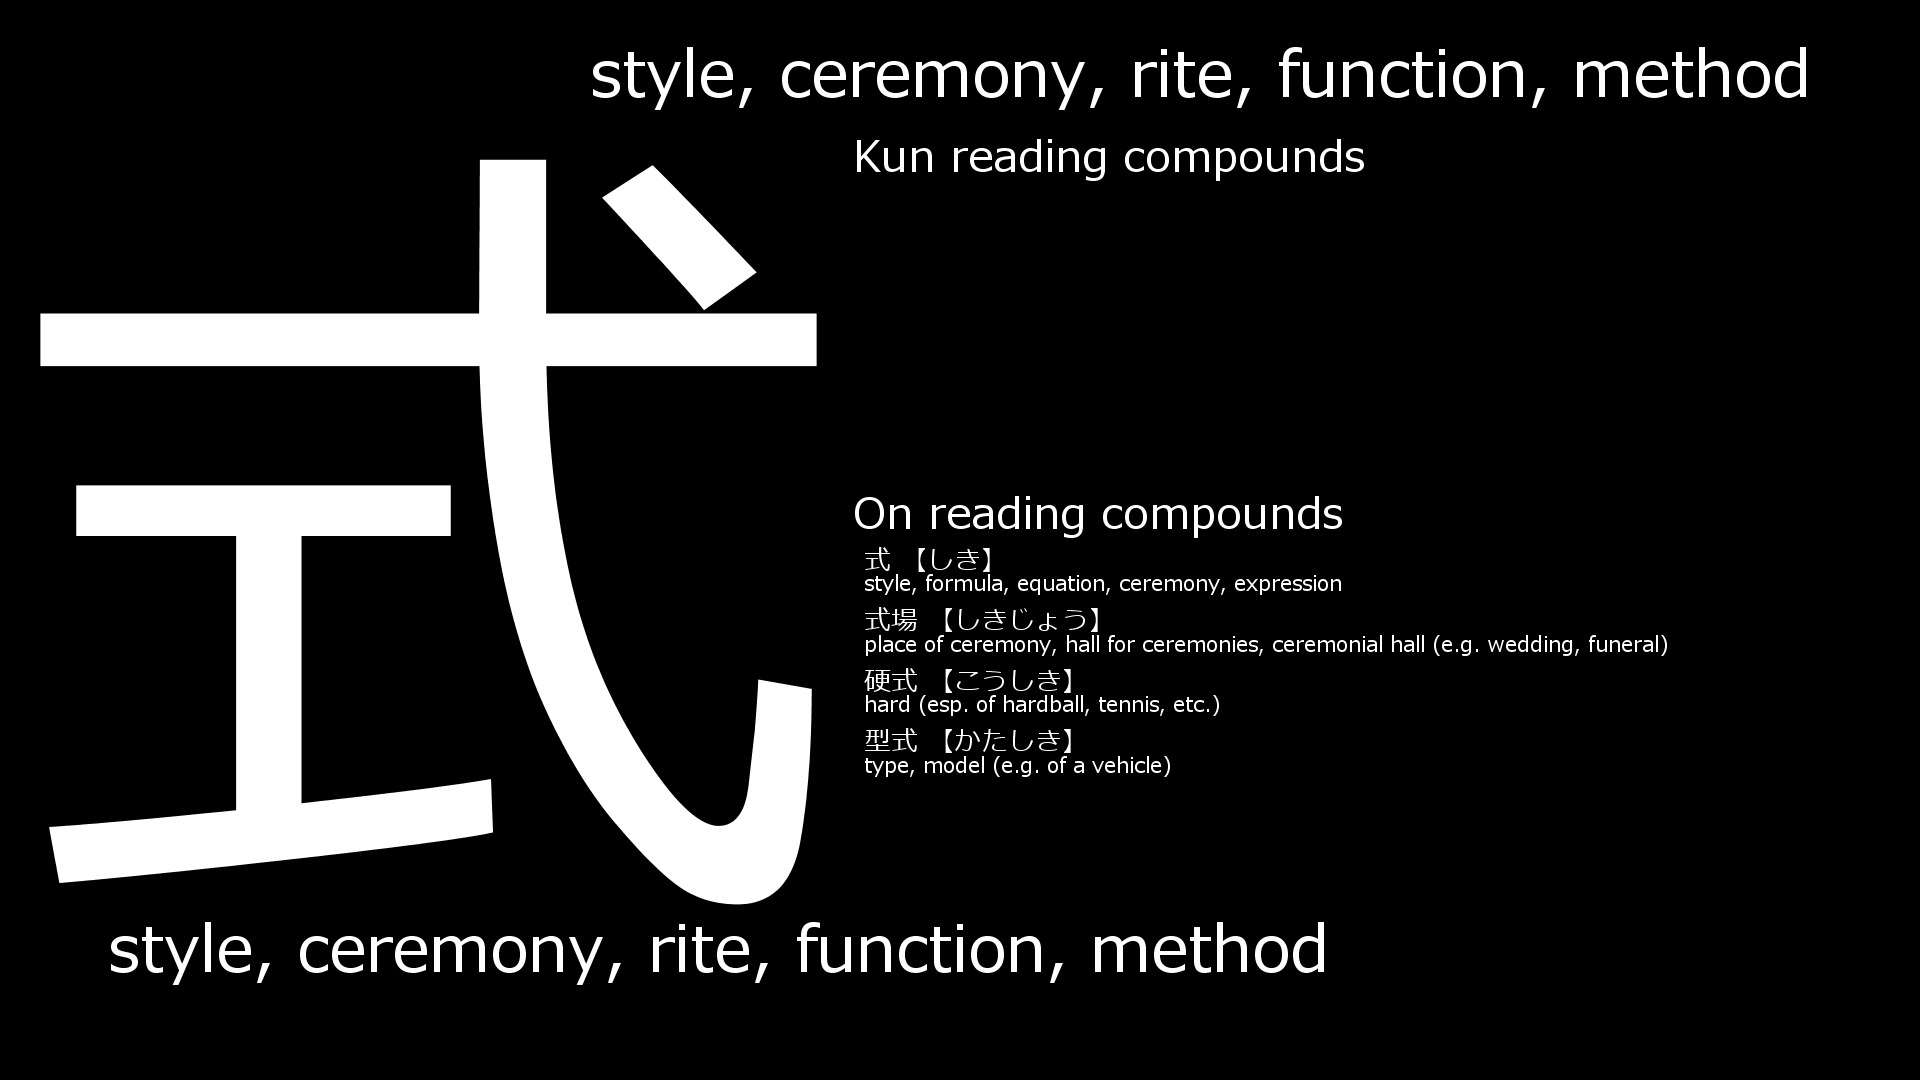 style, ceremony, rite, function, method
式
Kun reading compounds
On reading compounds
式 【しき】
style, formula, equation, ceremony, expression
式場 【しきじょう】
place of ceremony, hall for ceremonies, ceremonial hall (e.g. wedding, funeral)
硬式 【こうしき】
hard (esp. of hardball, tennis, etc.)
型式 【かたしき】
type, model (e.g. of a vehicle)
style, ceremony, rite, function, method